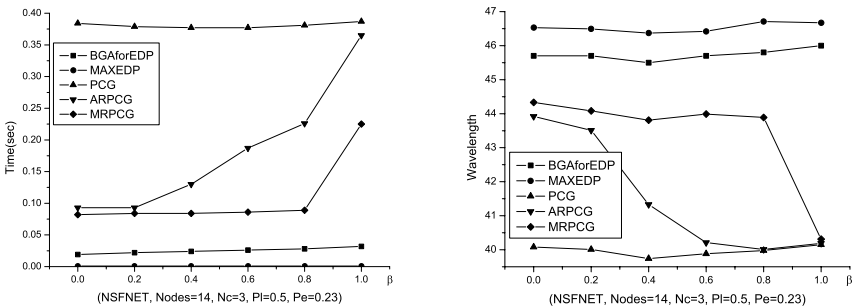 0.40
0.35
0.30
0.25
0.20
0.15
0.10
0.05
0.00
Time(sec)
BGAforEDP
MAXEDP
PCG
ARPCG
MRPCG
0.0 0.2 0.4 0.6 0.8 1.0 β
(NSFNET, Nodes=14, Nc=3, Pl=0.5, Pe=0.23)
47
46
45
44
43
42
41
40
Wavelength
BGAforEDP
MAXEDP
PCG
ARPCG
MRPCG
0.0 0.2 0.4 0.6 0.8 1.0 β
(NSFNET, Nodes=14, Nc=3, Pl=0.5, Pe=0.23)